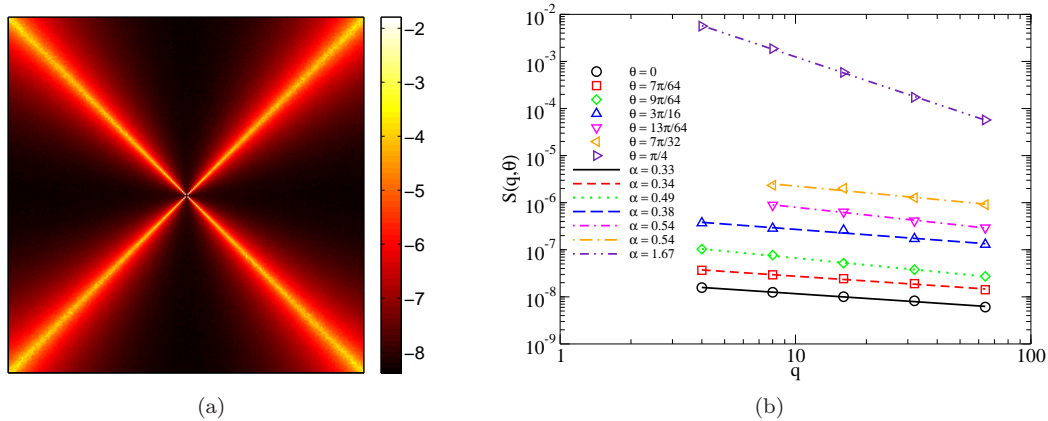 −2
−3
−4
−5
−6
−7
−8
(a)
10^-2
10^-3
10^-4
10^-5
10^-6
10^-7
10^-8
10^-9
S(q,θ)
θ = 0
θ = 7π/64
θ = 9π/64
θ = 3π/16
θ = 13π/64
θ = 7π/32
θ = π/4
α = 0.33
α = 0.34
α = 0.49
α = 0.38
α = 0.54
α = 0.54
α = 1.67
1 10 100
q
(b)